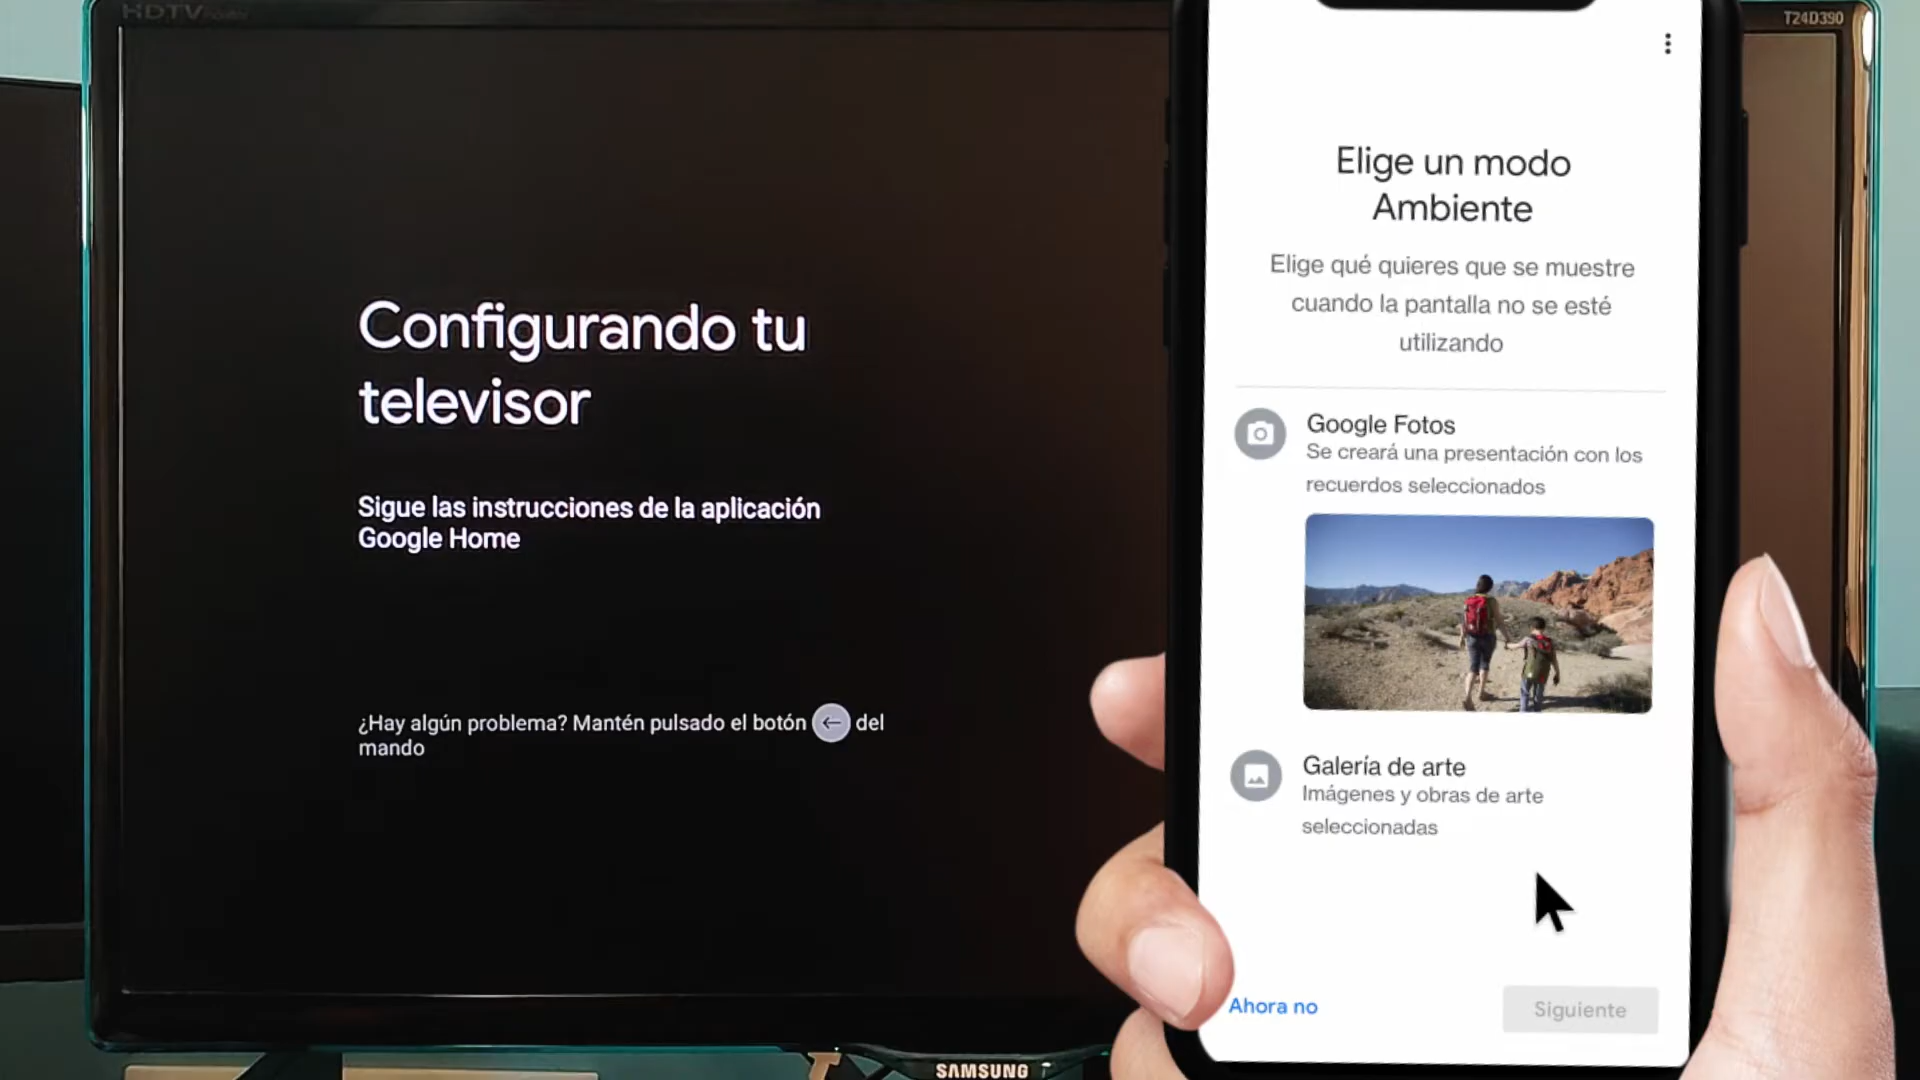 HDTV
T24D390
Configurando tu
televisor
Sigue las instrucciones de la aplicación
Google Home
¿Hay algún problema? Mantén pulsado el botón del
mando
SAMSUNG
Elige un modo
Ambiente
Elige qué quieres que se muestre
cuando la pantalla no se esté
utilizando
Google Fotos
Se creará una presentación con los
recuerdos seleccionados
Galería de arte
Imágenes y obras de arte
seleccionadas
Ahora no
Siguiente